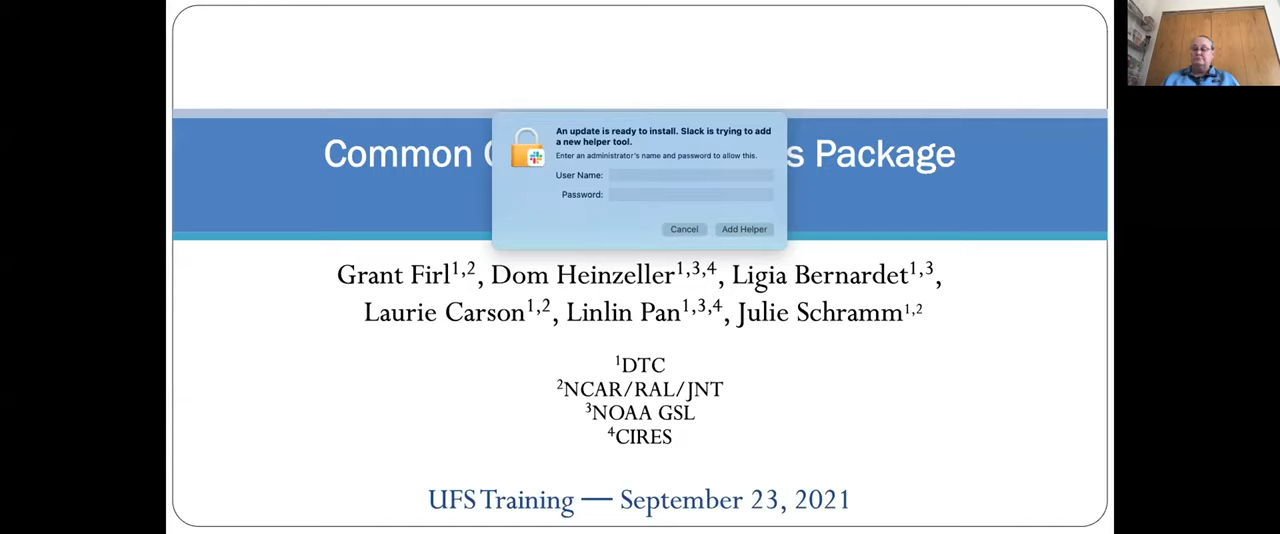 Common C
s Package
An update is ready to install. Slack is trying to add
a new helper tool.
Enter an administrator's name and password to allow this.
User Name:
Password:
Cancel Add Helper
Grant Firl1,2, Dom Heinzeller1,3,4, Ligia Bernardet1,3,
Laurie Carson1,2, Linlin Pan1,3,4, Julie Schramm1,2
1DTC
2NCAR/RAL/JNT
3NOAA GSL
4CIRES
UFS Training — September 23, 2021